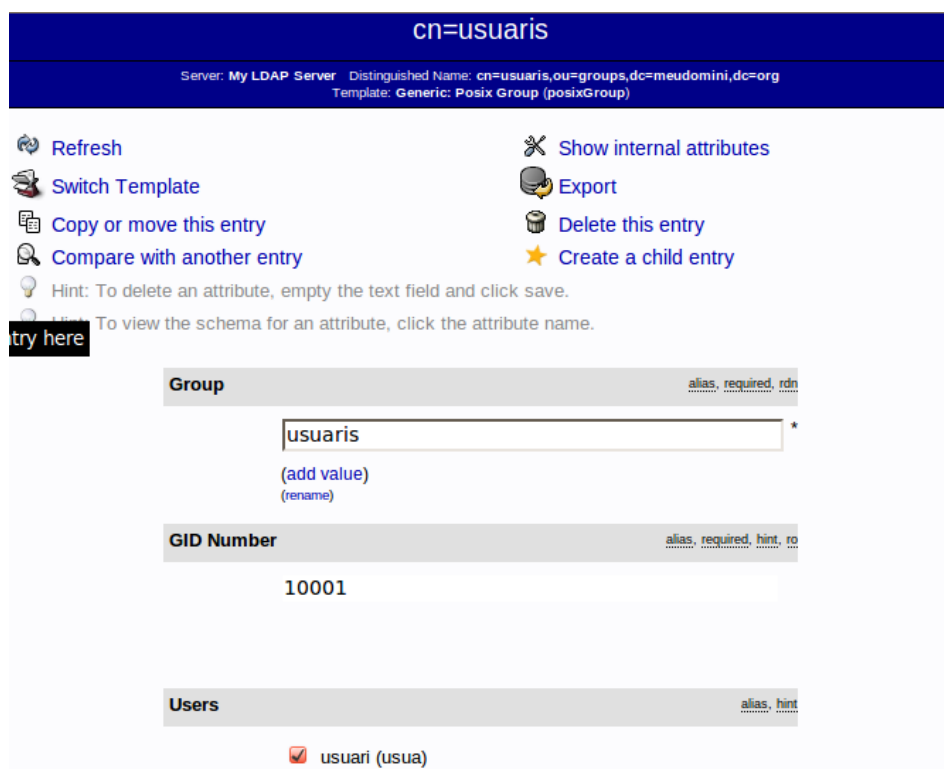 cn=usuaris
Server: My LDAP Server Distinguished Name: cn=usuaris,ou=groups,dc=meudomini,dc=org
Template: Generic: Posix Group (posixGroup)
Refresh
Show internal attributes
Switch Template
Export
Copy or move this entry
Delete this entry
Compare with another entry
Create a child entry
Hint: To delete an attribute, empty the text field and click save.
To view the schema for an attribute, click the attribute name.
try here
Group alias, required, rdn
usuaris *
(add value)
(rename)
GID Number alias, required, hint, ro
10001
Users alias, hint
usuari (usua)